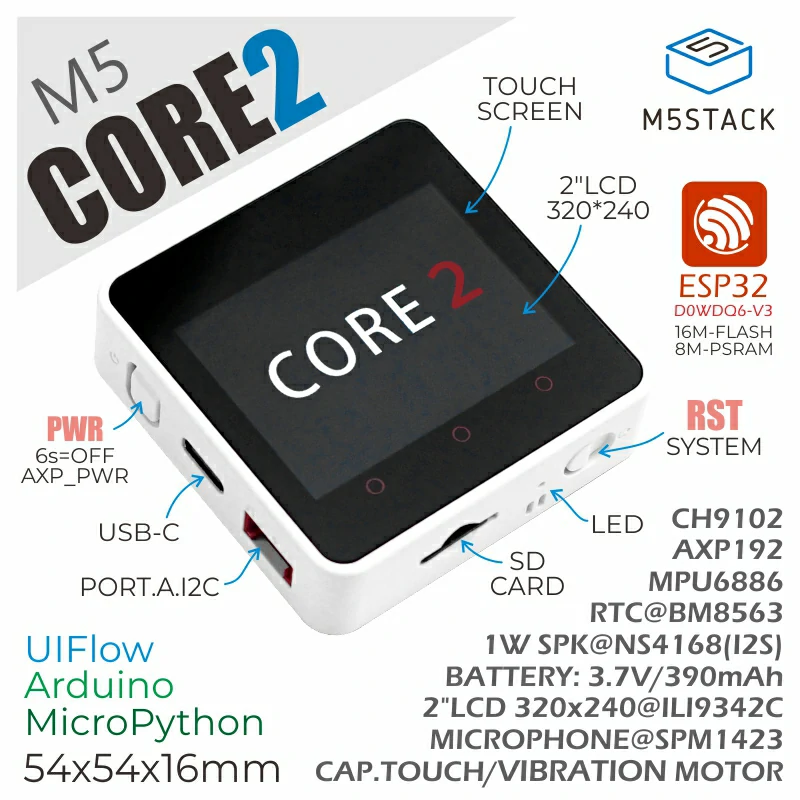 M5
CORE2
M5STACK
TOUCH
SCREEN
2"LCD
320*240
ESP32
D0WDQ6-V3
16M-FLASH
8M-PSRAM
CORE 2
PWR
6s=OFF
AXP_PWR
RST
SYSTEM
USB-C
LED
PORT.A.I2C
SD
CARD
CH9102
AXP192
MPU6886
RTC@BM8563
1W SPK@NS4168(I2S)
BATTERY: 3.7V/390mAh
2"LCD 320x240@ILI9342C
MICROPHONE@SPM1423
CAP.TOUCH/VIBRATION MOTOR
UIFlow
Arduino
MicroPython
54x54x16mm